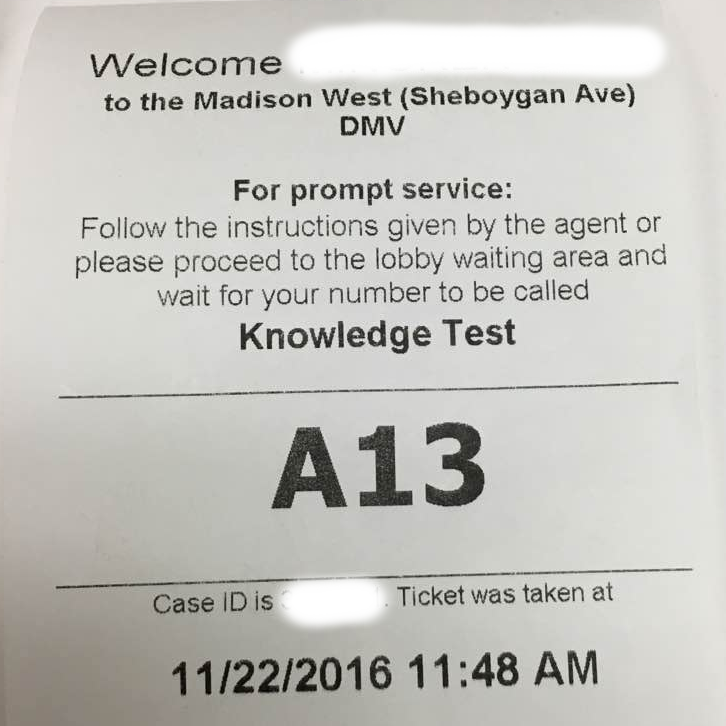 Welcome
to the Madison West (Sheboygan Ave)
DMV
For prompt service:
Follow the instructions given by the agent or
please proceed to the lobby waiting area and
wait for your number to be called
Knowledge Test
A13
Case ID is . Ticket was taken at
11/22/2016 11:48 AM